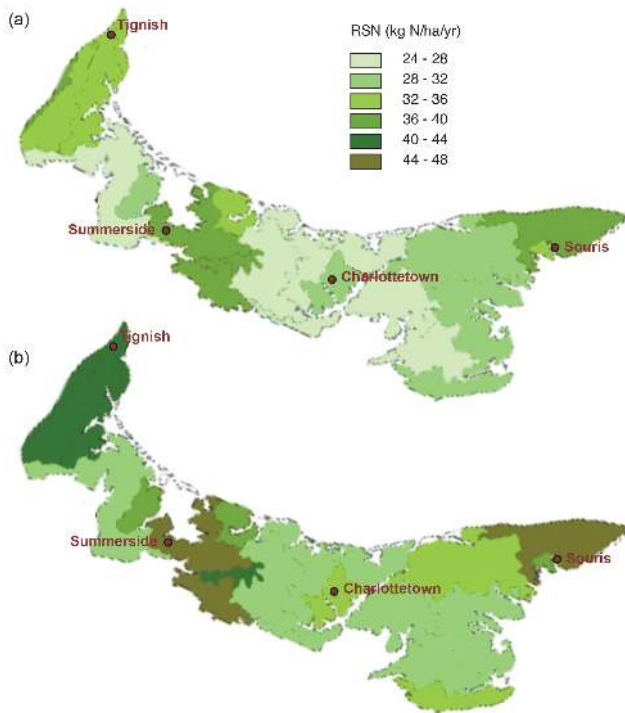 (a)
Tignish
RSN (kg N/ha/yr)
24 - 28
28 - 32
32 - 36
36 - 40
40 - 44
44 - 48
Summerside
Souris
Charlottetown
(b)
Tignish
Summerside
Souris
Charlottetown